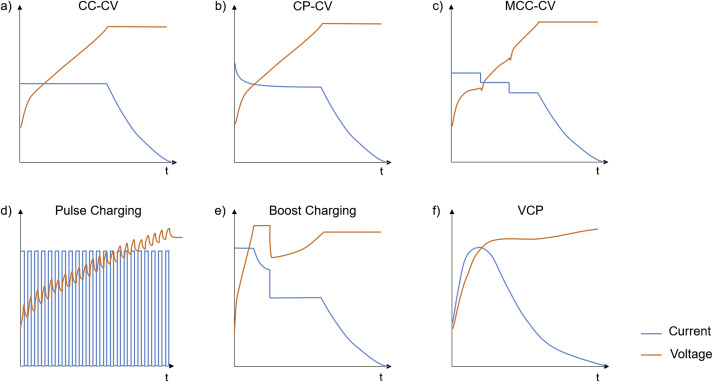 a) CC-CV
b) CP-CV
c) MCC-CV
t
t
t
d) Pulse Charging
e) Boost Charging
f) VCP
Current
Voltage
t
t
t